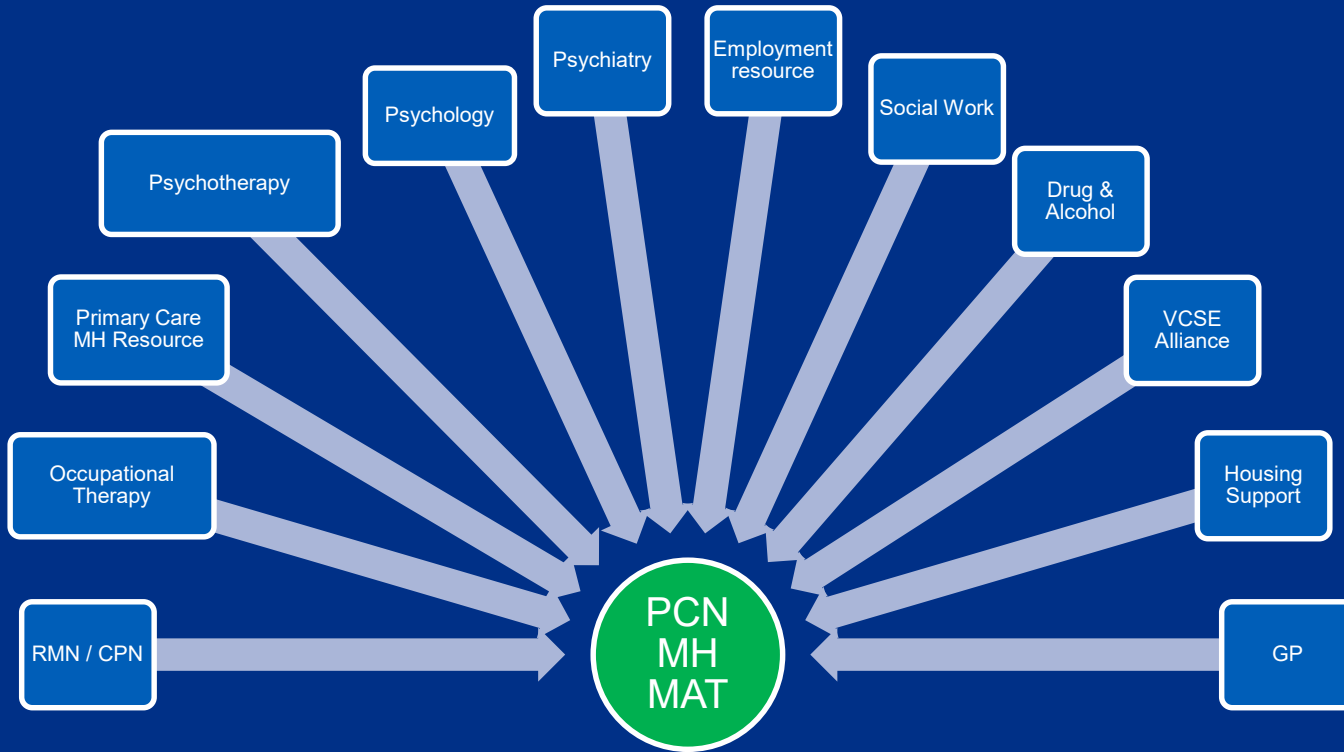 Psychiatry
Employment
resource
Psychology
Social Work
Psychotherapy
Drug &
Alcohol
Primary Care
MH Resource
VCSE
Alliance
Occupational
Therapy
Housing
Support
RMN / CPN
PCN
MH
MAT
GP